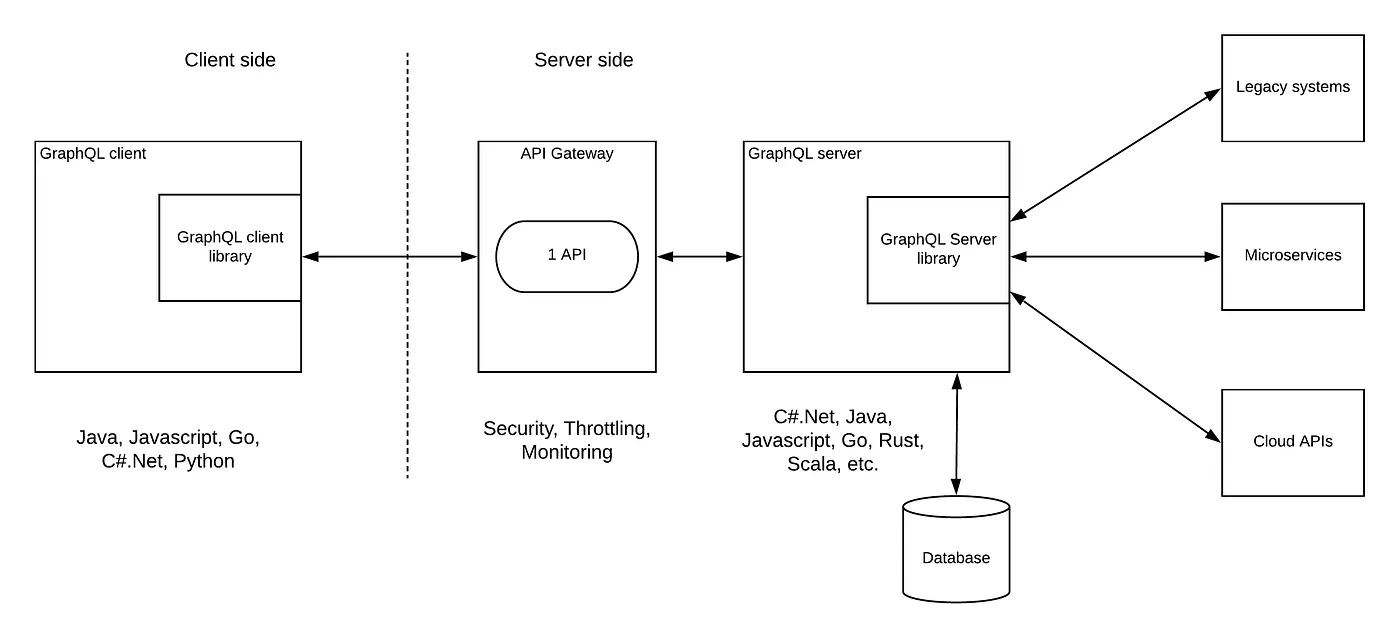 Client side
Server side
GraphQL client
GraphQL client
library
Java, Javascript, Go,
C#.Net, Python
API Gateway
1 API
Security, Throttling,
Monitoring
GraphQL server
GraphQL Server
library
C#.Net, Java,
Javascript, Go, Rust,
Scala, etc.
Database
Legacy systems
Microservices
Cloud APIs